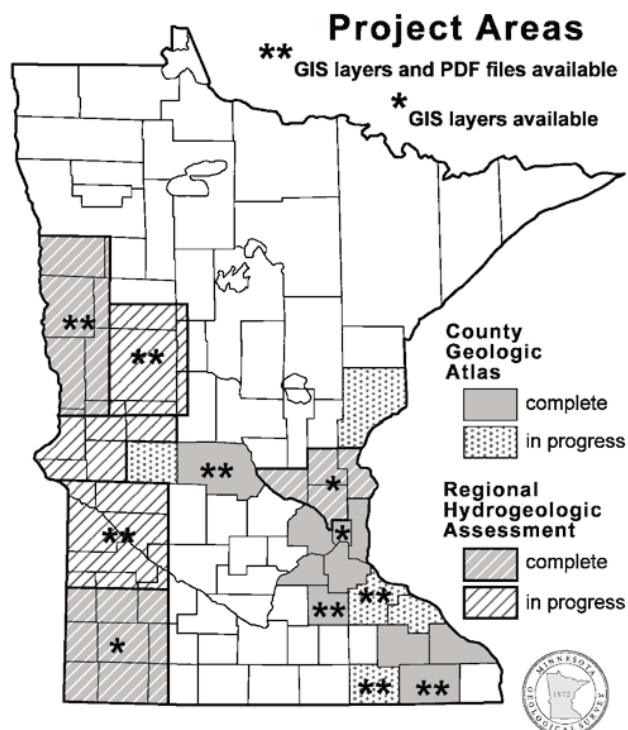 Project Areas
** GIS layers and PDF files available
* GIS layers available
**
**
County
Geologic
Atlas
complete
in progress
**
*
Regional
Hydrogeologic
Assessment
**
*
complete
**
**
in progress
*
**
**
MINNESOTA
1872
GEOLOGICAL SURVEY